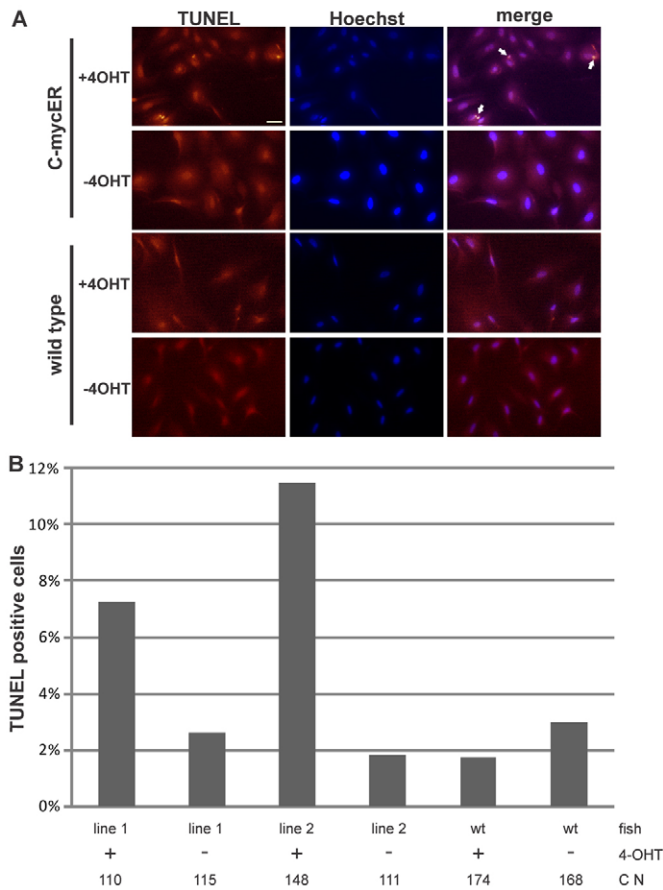 A
TUNEL Hoechst merge
C-mycER
+4OHT
-4OHT
wild type
+4OHT
-4OHT
B
TUNEL positive cells
12%
10%
8%
6%
4%
2%
0%
line 1 line 1 line 2 line 2 wt wt fish
+ - + - + - 4-OHT
110 115 148 111 174 168 C N